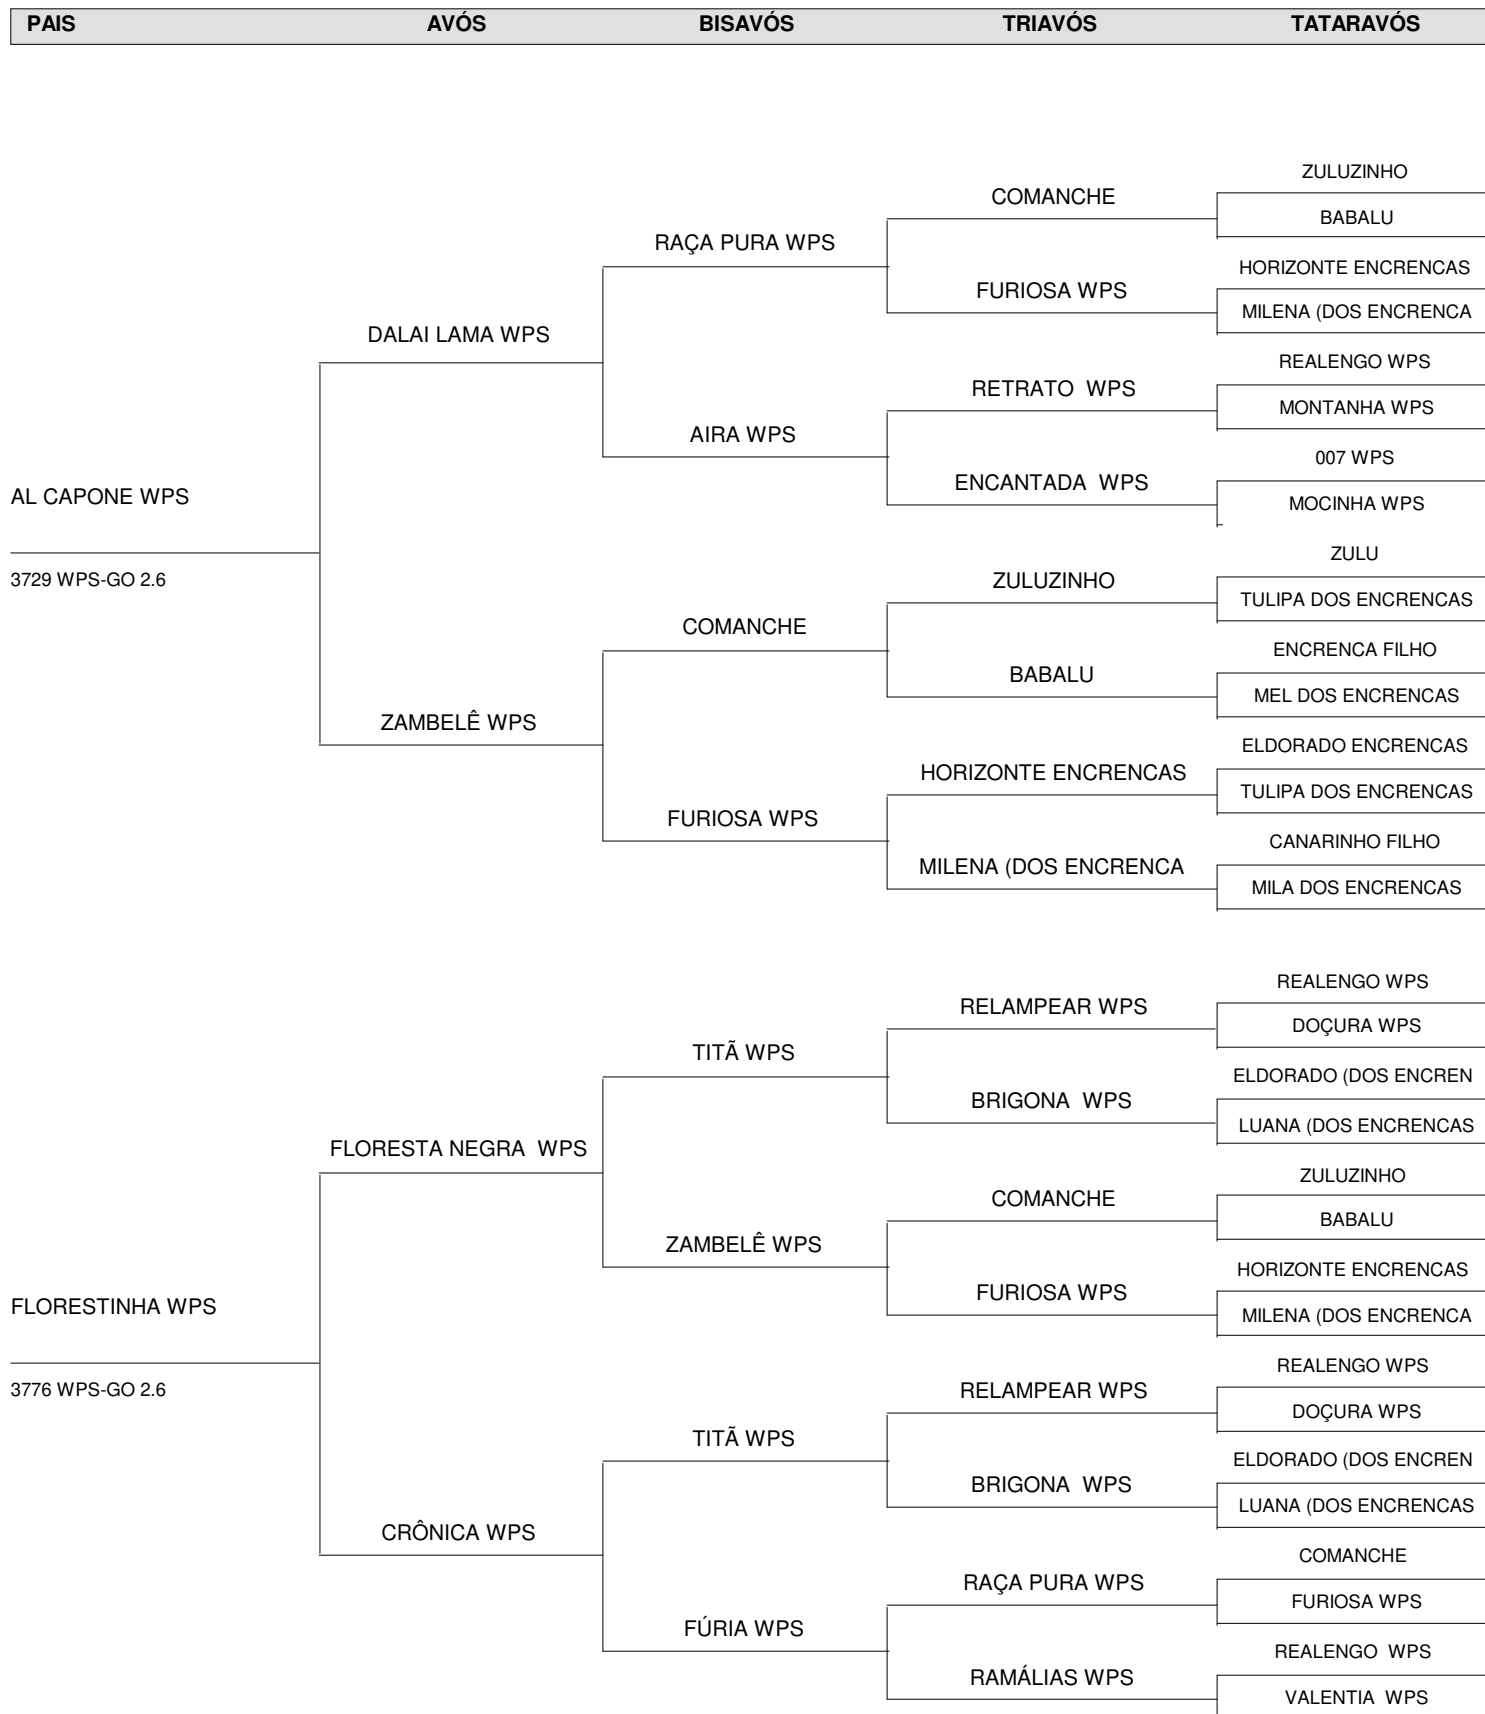 PAIS AVÓS BISAVÓS TRIAVÓS TATARAVÓS
ZULUZINHO
COMANCHE
BABALU
RAÇA PURA WPS
HORIZONTE ENCRENCAS
FURIOSA WPS
MILENA (DOS ENCRENCA
DALAI LAMA WPS
REALENGO WPS
RETRATO WPS
MONTANHA WPS
AIRA WPS
007 WPS
ENCANTADA WPS
MOCINHA WPS
AL CAPONE WPS
3729 WPS-GO 2.6
ZULU
ZULUZINHO
TULIPA DOS ENCRENCAS
COMANCHE
ENCRENCA FILHO
BABALU
MEL DOS ENCRENCAS
ZAMBELÊ WPS
ELDORADO ENCRENCAS
HORIZONTE ENCRENCAS
TULIPA DOS ENCRENCAS
FURIOSA WPS
CANARINHO FILHO
MILENA (DOS ENCRENCA
MILA DOS ENCRENCAS
REALENGO WPS
RELAMPEAR WPS
DOÇURA WPS
TITÃ WPS
ELDORADO (DOS ENCREN
BRIGONA WPS
LUANA (DOS ENCRENCAS
FLORESTA NEGRA WPS
ZULUZINHO
COMANCHE
BABALU
ZAMBELÊ WPS
HORIZONTE ENCRENCAS
FURIOSA WPS
MILENA (DOS ENCRENCA
FLORESTINHA WPS
3776 WPS-GO 2.6
REALENGO WPS
RELAMPEAR WPS
DOÇURA WPS
TITÃ WPS
ELDORADO (DOS ENCREN
BRIGONA WPS
LUANA (DOS ENCRENCAS
CRÔNICA WPS
COMANCHE
RAÇA PURA WPS
FURIOSA WPS
FÚRIA WPS
REALENGO WPS
RAMÁLIAS WPS
VALENTIA WPS